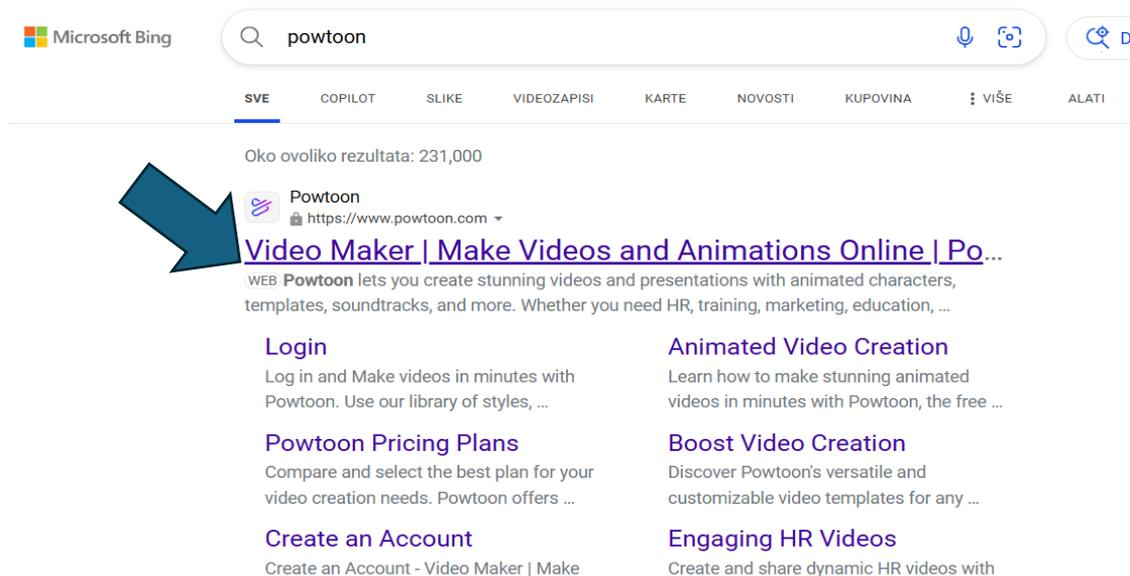 Microsoft Bing
powtoon
D
SVE COPILOT SLIKE VIDEOZAPISI KARTE NOVOSTI KUPOVINA VIŠE ALATI
Oko ovoliko rezultata: 231,000
Powtoon
https://www.powtoon.com
Video Maker | Make Videos and Animations Online | Po...
WEB Powtoon lets you create stunning videos and presentations with animated characters,
templates, soundtracks, and more. Whether you need HR, training, marketing, education, ...
Login
Log in and Make videos in minutes with
Powtoon. Use our library of styles, ...
Animated Video Creation
Learn how to make stunning animated
videos in minutes with Powtoon, the free ...
Powtoon Pricing Plans
Compare and select the best plan for your
video creation needs. Powtoon offers ...
Boost Video Creation
Discover Powtoon's versatile and
customizable video templates for any ...
Create an Account
Create an Account - Video Maker | Make
Engaging HR Videos
Create and share dynamic HR videos with